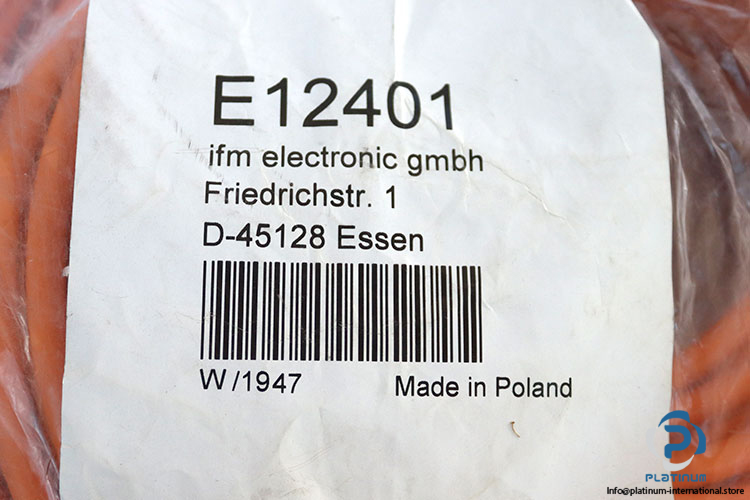 E12401
ifm electronic gmbh
Friedrichstr. 1
D-45128 Essen
W/1947 Made in Poland
PLATINUM
Info@platinum-international.store